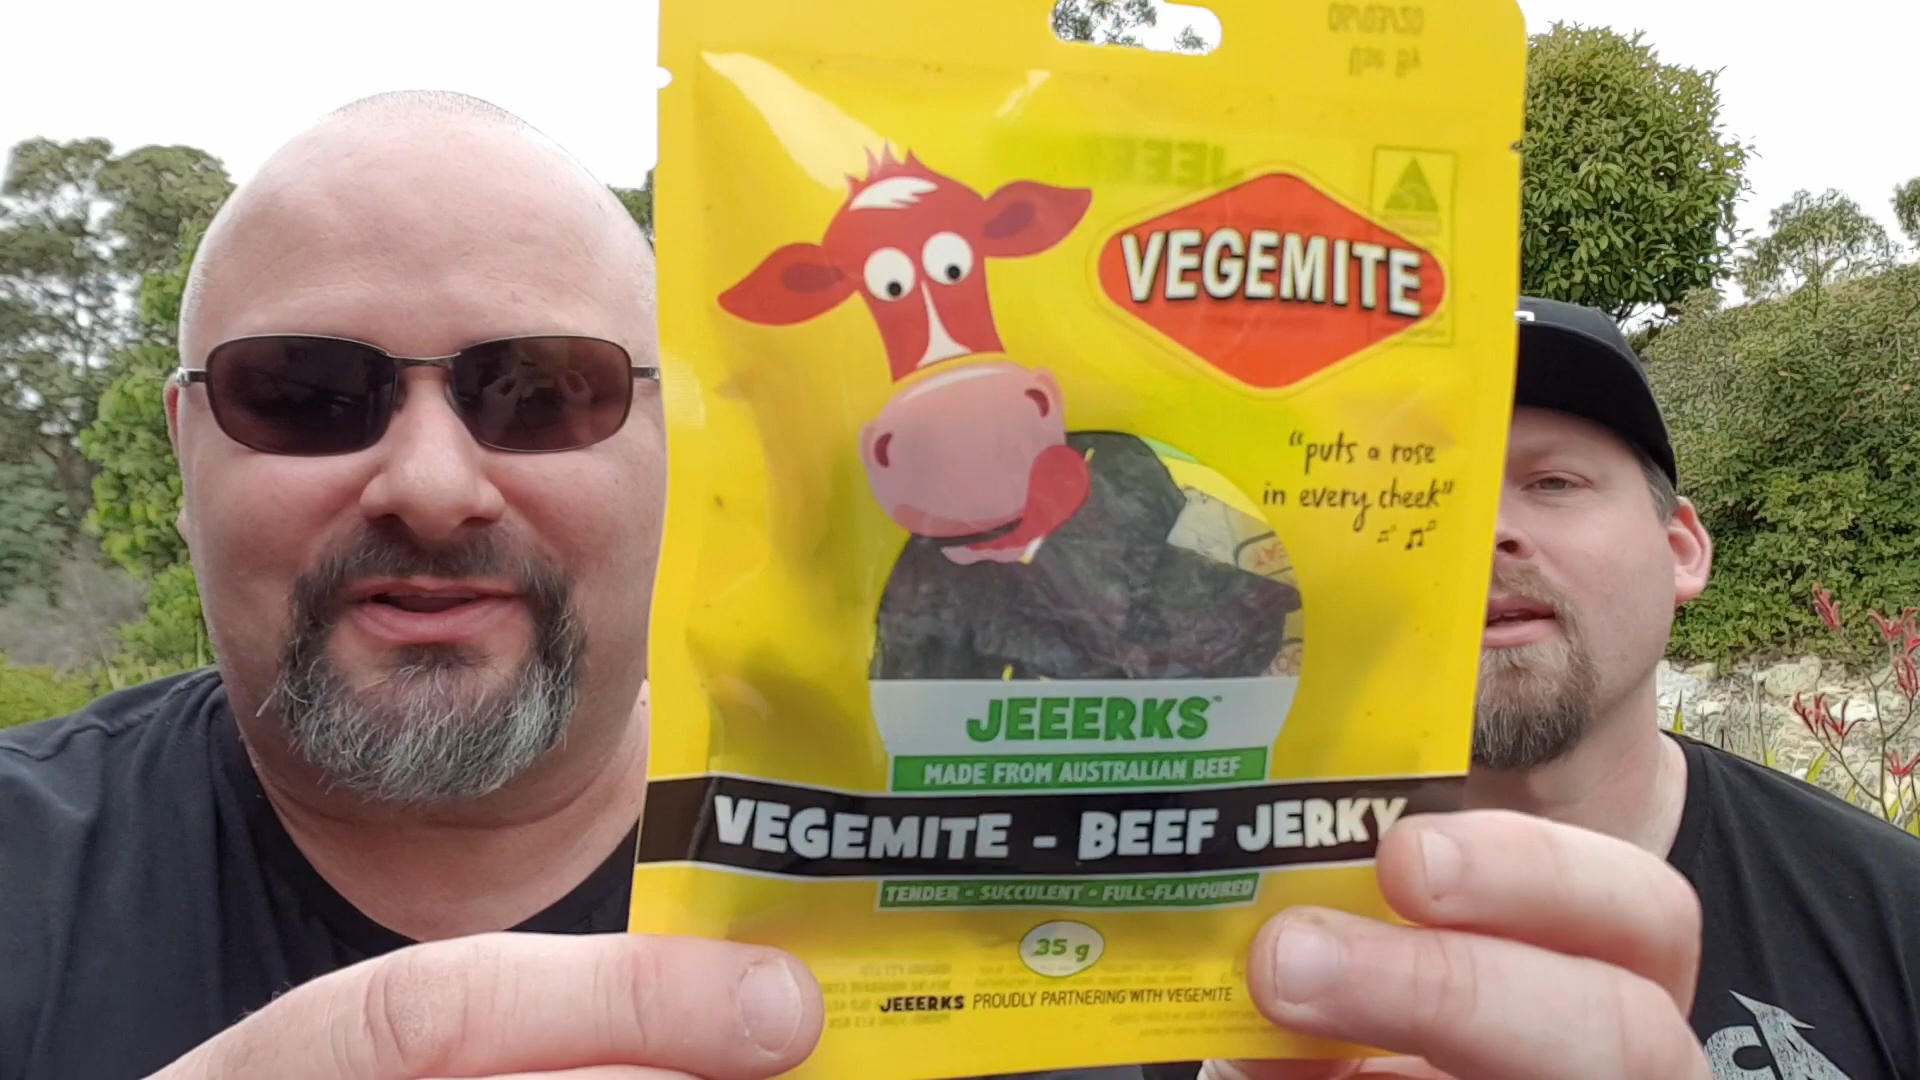 VEGEMITE
"puts a rose
in every cheek"
JEEERKS™
MADE FROM AUSTRALIAN BEEF
VEGEMITE - BEEF JERKY
TENDER - SUCCULENT - FULL-FLAVOURED
35 g
JEEERKS PROUDLY PARTNERING WITH VEGEMITE